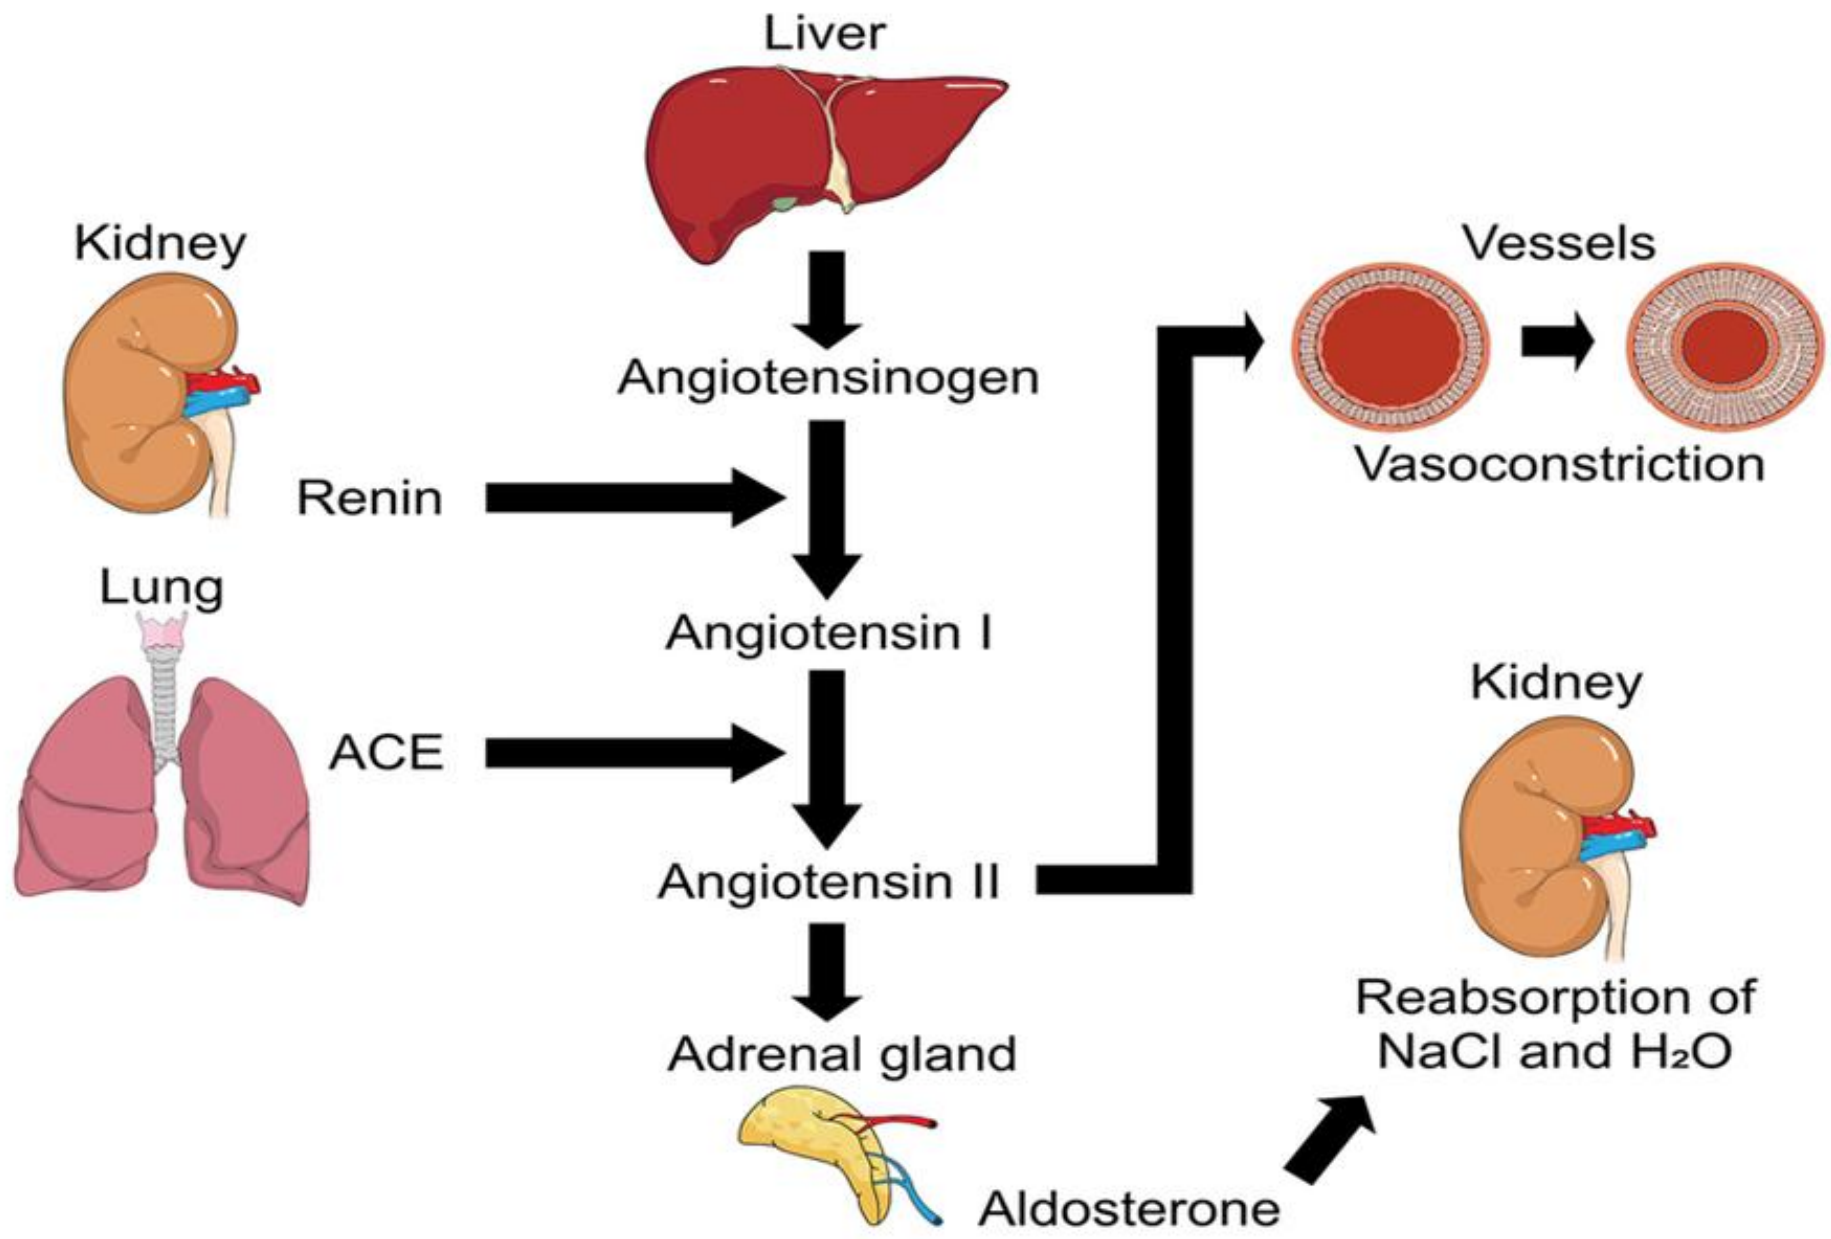 Liver
Kidney
Vessels
Angiotensinogen
Vasoconstriction
Renin
Lung
Angiotensin I
Kidney
ACE
Angiotensin II
Reabsorption of
NaCl and H₂O
Adrenal gland
Aldosterone